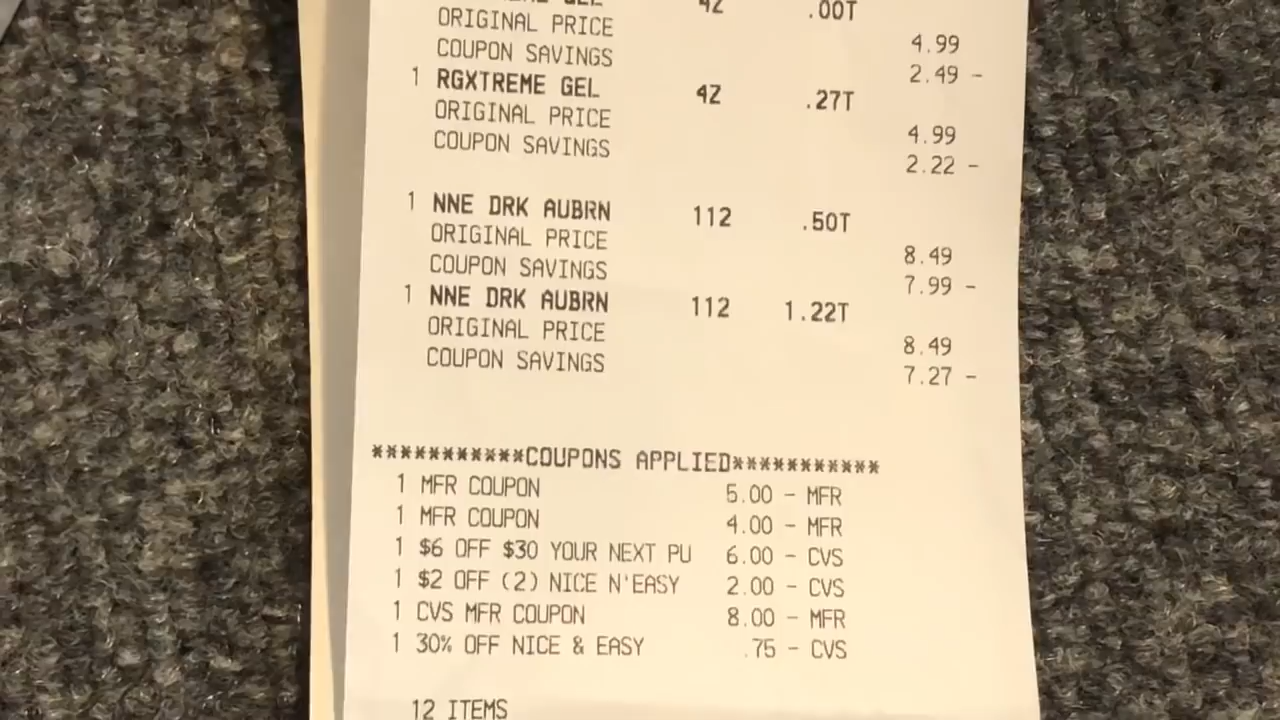 GEL 4Z .00T
ORIGINAL PRICE 4.99
COUPON SAVINGS 2.49 -
1 RGXTREME GEL 4Z .27T
ORIGINAL PRICE 4.99
COUPON SAVINGS 2.22 -
1 NNE DRK AUBRN 112 .50T
ORIGINAL PRICE 8.49
COUPON SAVINGS 7.99 -
1 NNE DRK AUBRN 112 1.22T
ORIGINAL PRICE 8.49
COUPON SAVINGS 7.27 -
***********COUPONS APPLIED***********
1 MFR COUPON 5.00 - MFR
1 MFR COUPON 4.00 - MFR
1 $6 OFF $30 YOUR NEXT PU 6.00 - CVS
1 $2 OFF (2) NICE N'EASY 2.00 - CVS
1 CVS MFR COUPON 8.00 - MFR
1 30% OFF NICE & EASY .75 - CVS
12 ITEMS